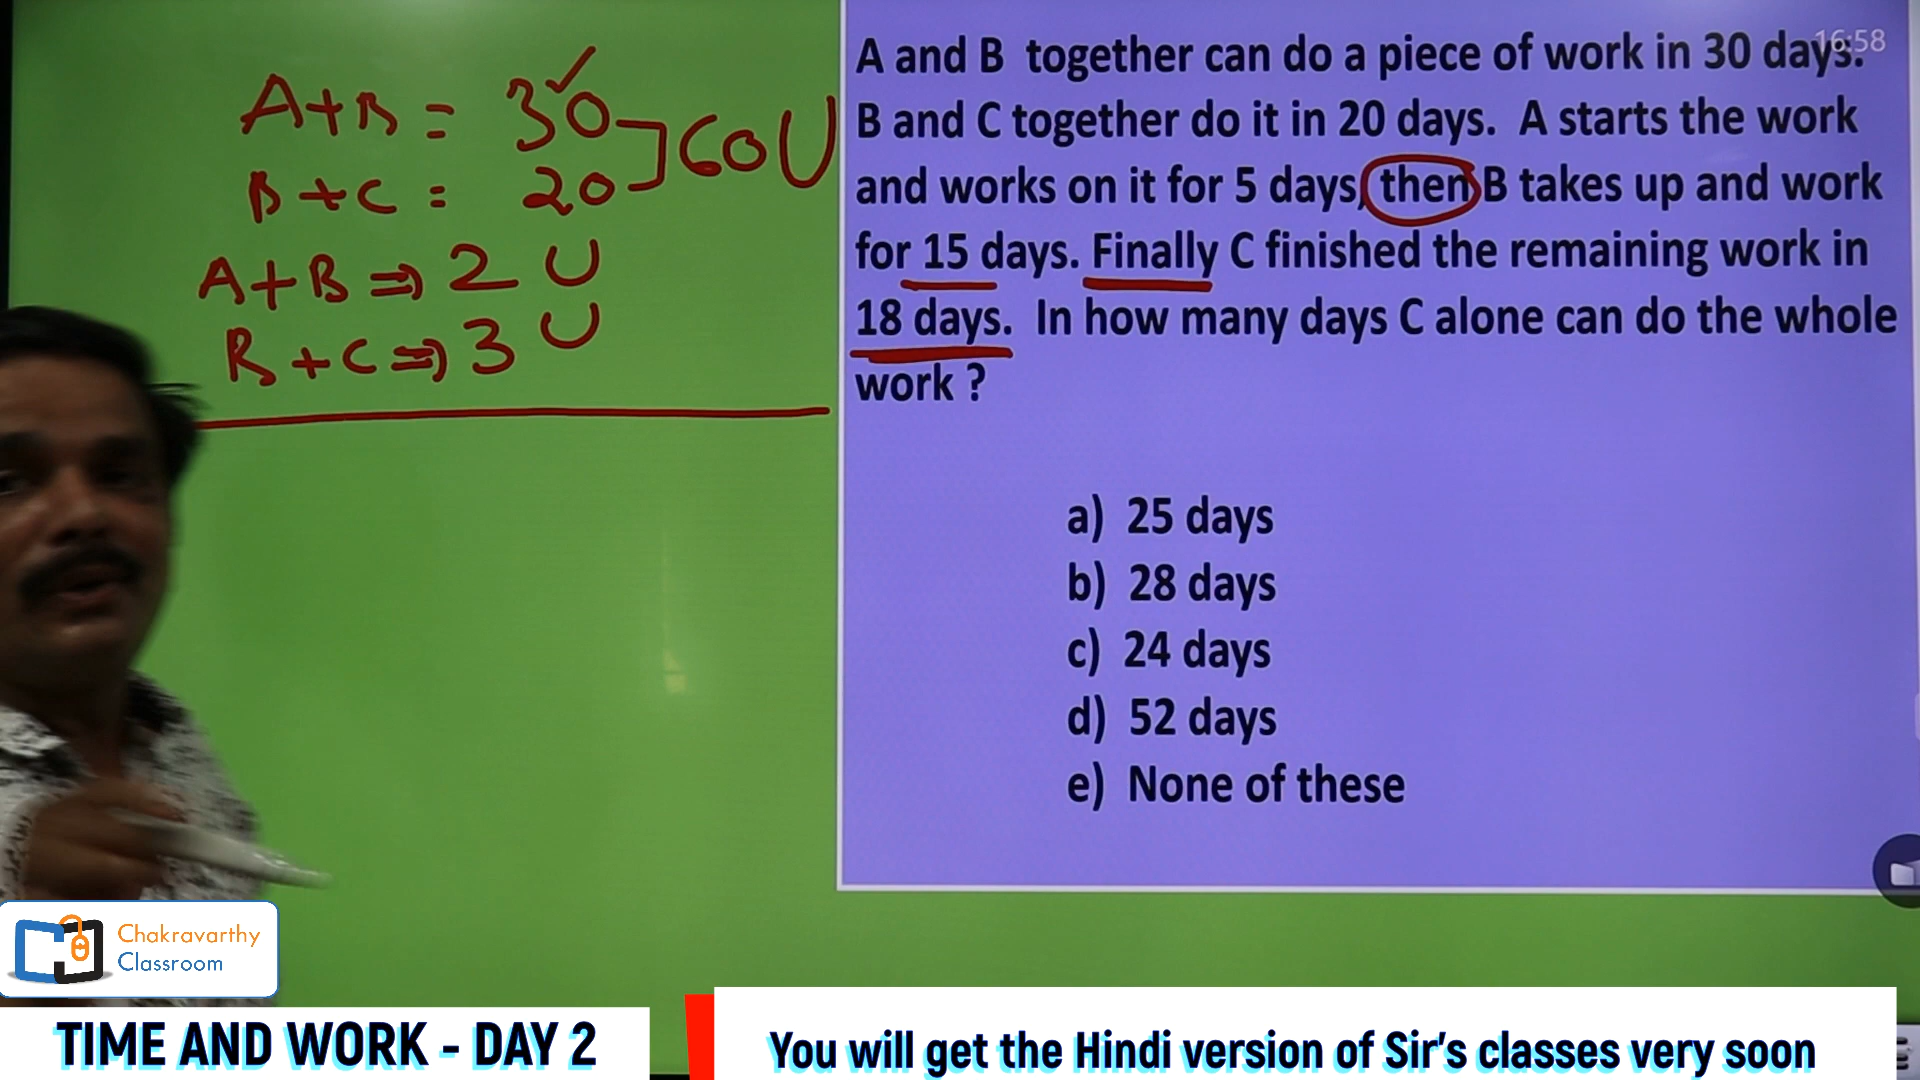 A+B = 30
B+C = 20
60U
A+B ⇒ 2 U
B+C ⇒ 3 U
16:58
A and B together can do a piece of work in 30 days.
B and C together do it in 20 days. A starts the work
and works on it for 5 days, then B takes up and work
for 15 days. Finally C finished the remaining work in
18 days. In how many days C alone can do the whole
work ?
a) 25 days
b) 28 days
c) 24 days
d) 52 days
e) None of these
Chakravarthy
Classroom
TIME AND WORK - DAY 2
You will get the Hindi version of Sir's classes very soon